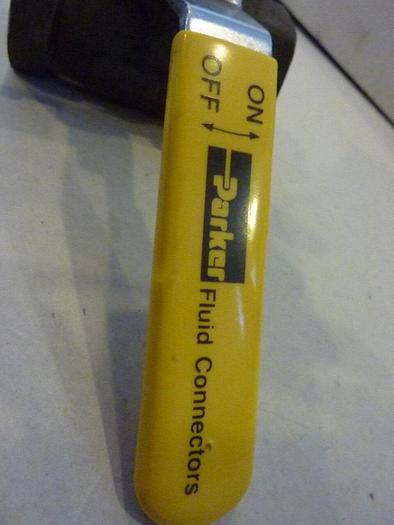 ON
OFF
Parker
Fluid Connectors